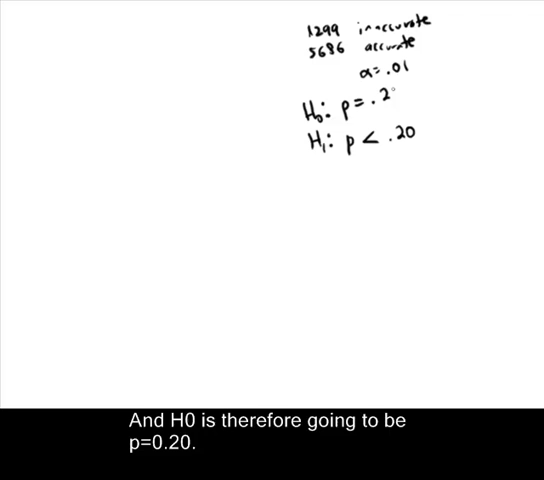 1299 inaccurate
5686 accurate
α=.01
H₀: p=.2
H₁: p < .20
And H0 is therefore going to be
p=0.20.